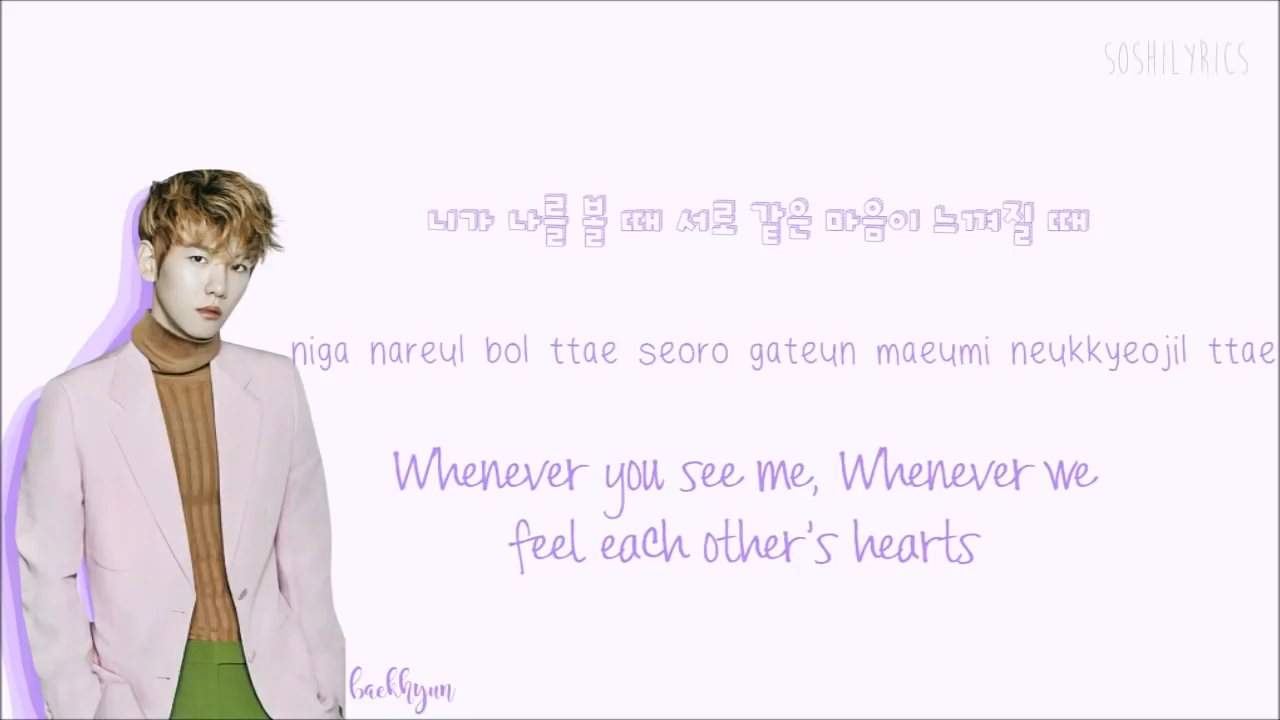 SOSHILYRICS
니가 나를 볼 때 서로 같은 마음이 느껴질 때
niga nareul bol ttae seoro gateun maeumi neukkyeojil ttae
Whenever you see me, Whenever we
feel each other's hearts
baekhyun